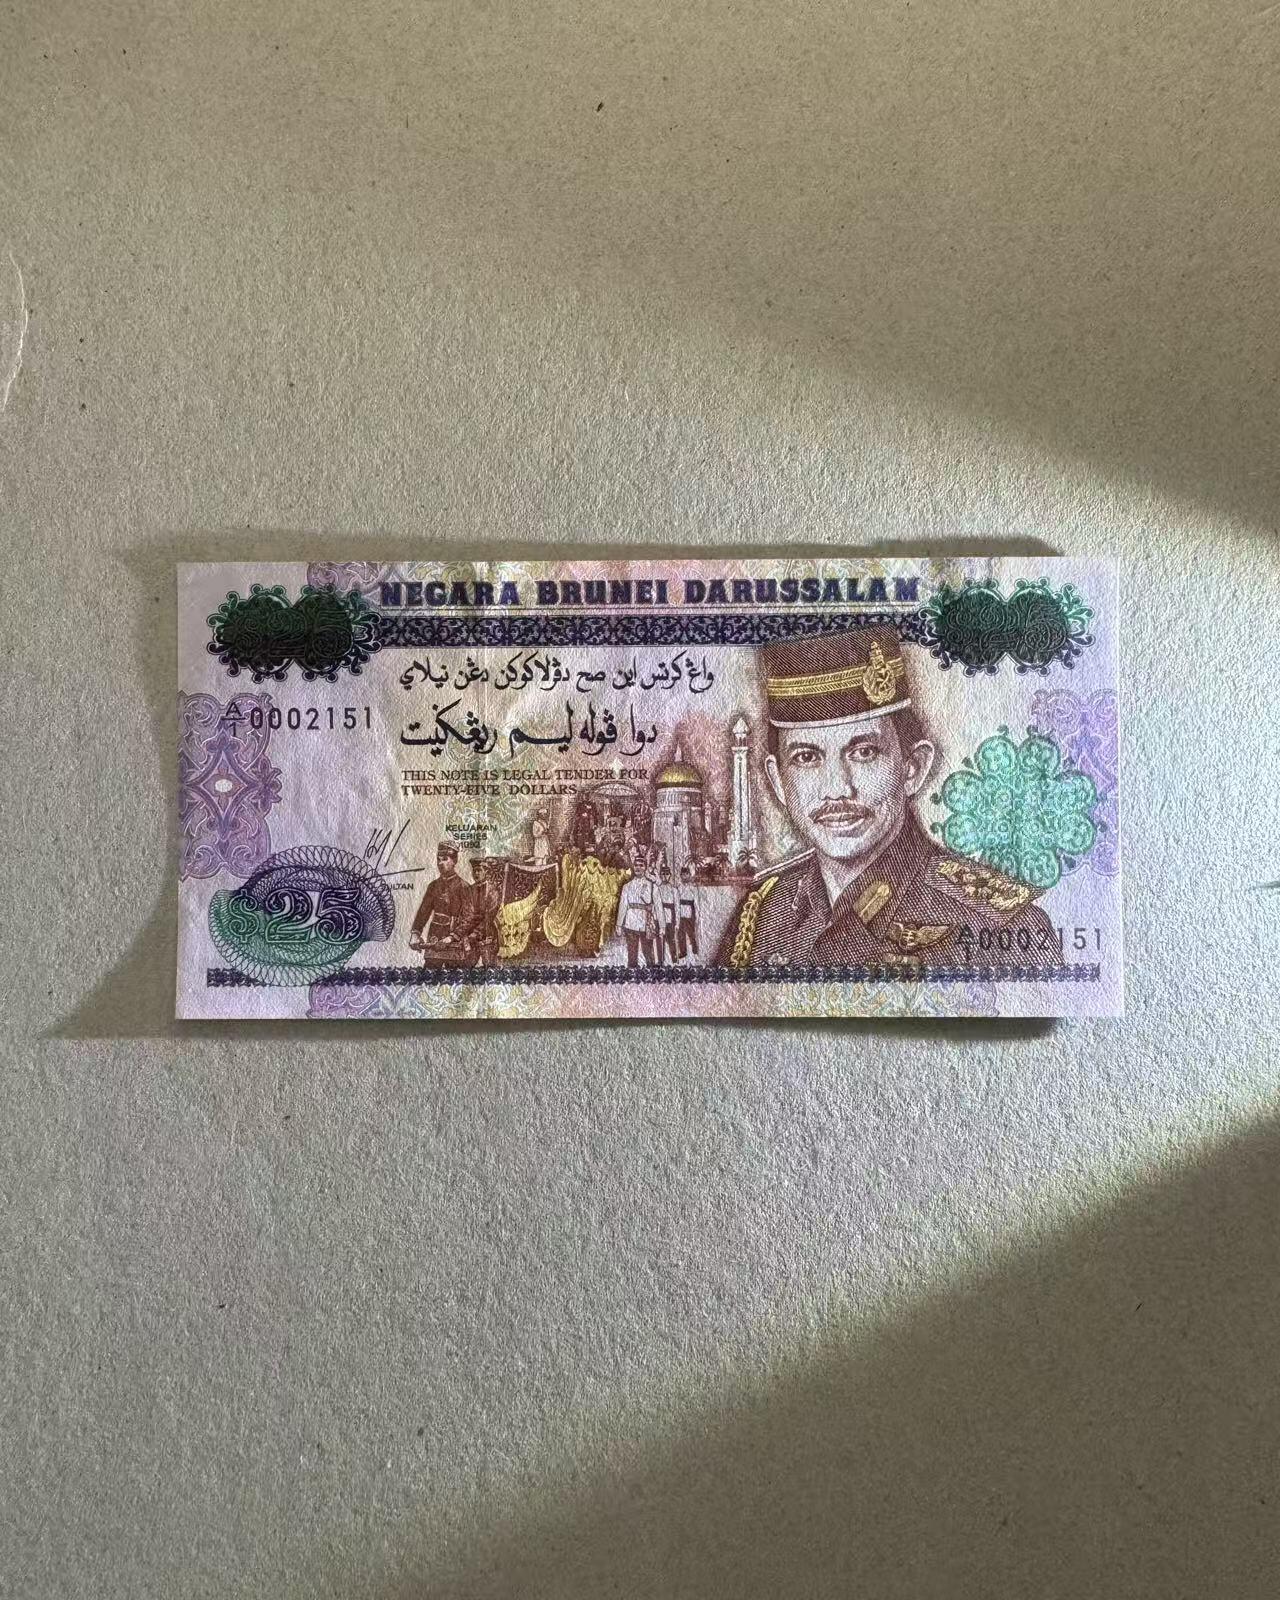 NEGARA BRUNEI DARUSSALAM
واڠ كرتس اين صح دڤرلاكوكن دڠن نيلاي
دوا ڤوله ليم ريڠݢيت
A/1 0002151
THIS NOTE IS LEGAL TENDER FOR
TWENTY-FIVE DOLLARS
KELUARAN
SERIES
1992
SULTAN
$25
A/1 0002151